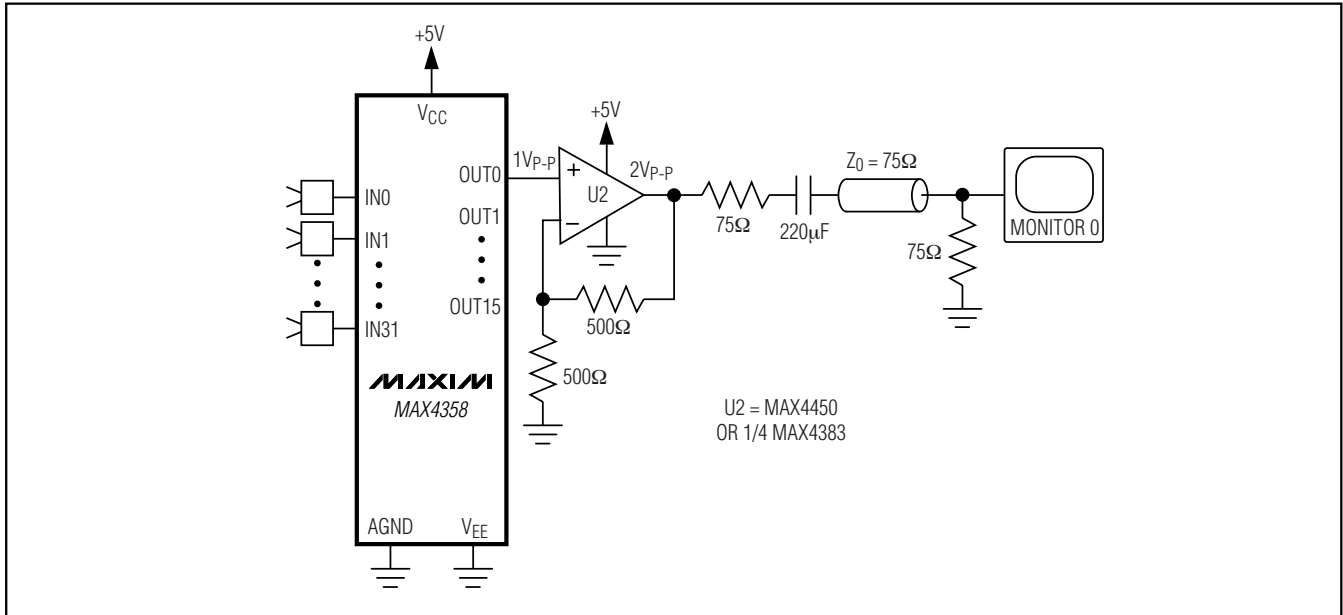 +5V
VCC
+5V
1VP-P
2VP-P
Z0 = 75Ω
OUT0
+
U2
IN0
OUT1
−
75Ω
220μF
MONITOR 0
IN1
75Ω
OUT15
500Ω
IN31
MAXIM
500Ω
MAX4358
U2 = MAX4450
OR 1/4 MAX4383
AGND
VEE